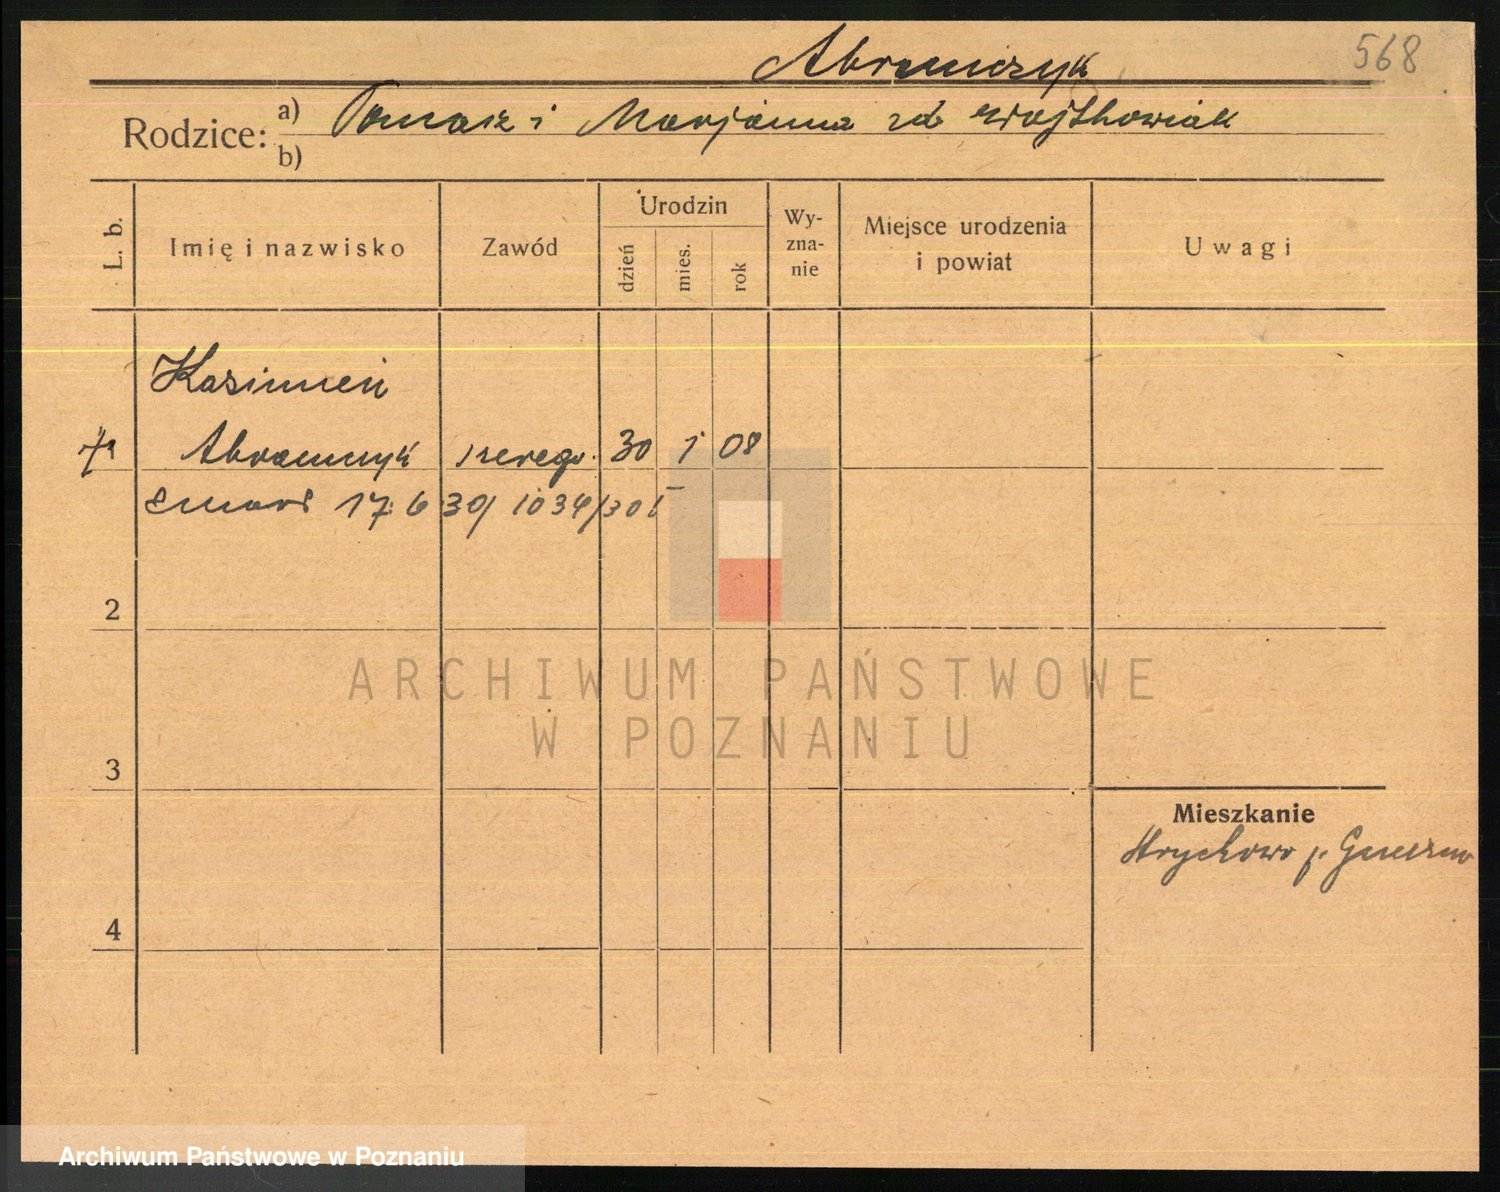 568
Abramczyk
Rodzice: a) Tomasz i Marjanna zd Wojtkowiak
b)
L. b.
Imię i nazwisko
Zawód
Urodzin
dzień
mies.
rok
Wy-
zna-
nie
Miejsce urodzenia
i powiat
Uwagi
Kazimierz
1 Abramczyk szereg. 30 1 08
zmarł 17.6 30/ 1034/30
2
ARCHIWUM PAŃSTWOWE
W POZNANIU
3
Mieszkanie
Strychowo p. Gniezno
4
Archiwum Państwowe w Poznaniu